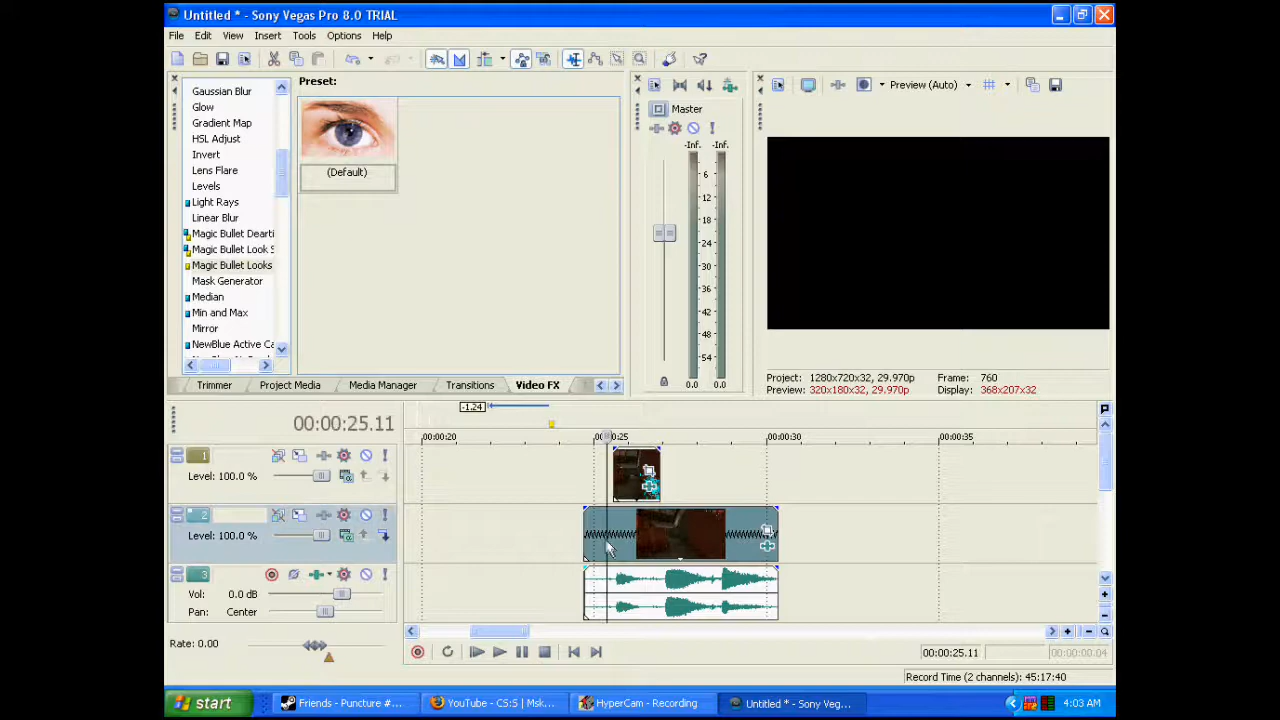 Untitled * - Sony Vegas Pro 8.0 TRIAL
File Edit View Insert Tools Options Help
Gaussian Blur
Glow
Gradient Map
HSL Adjust
Invert
Lens Flare
Levels
Light Rays
Linear Blur
Magic Bullet Dearti
Magic Bullet Look S
Magic Bullet Looks
Mask Generator
Median
Min and Max
Mirror
NewBlue Active Ca
Preset:
(Default)
Trimmer Project Media Media Manager Transitions Video FX
Master
-Inf. -Inf.
6
12
18
24
30
36
42
48
54
0.0 0.0
Preview (Auto)
Project: 1280x720x32, 29.970p Frame: 760
Preview: 320x180x32, 29.970p Display: 368x207x32
00:00:25.11
-1.24
00:00:20 00:00:25 00:00:30 00:00:35
1
Level: 100.0 %
2
Level: 100.0 %
3
Vol: 0.0 dB
Pan: Center
Rate: 0.00
00:00:25.11 00:00:00.04
Record Time (2 channels): 45:17:40
start Friends - Puncture #... YouTube - CS:S | Msk... HyperCam - Recording Untitled * - Sony Veg... 4:03 AM